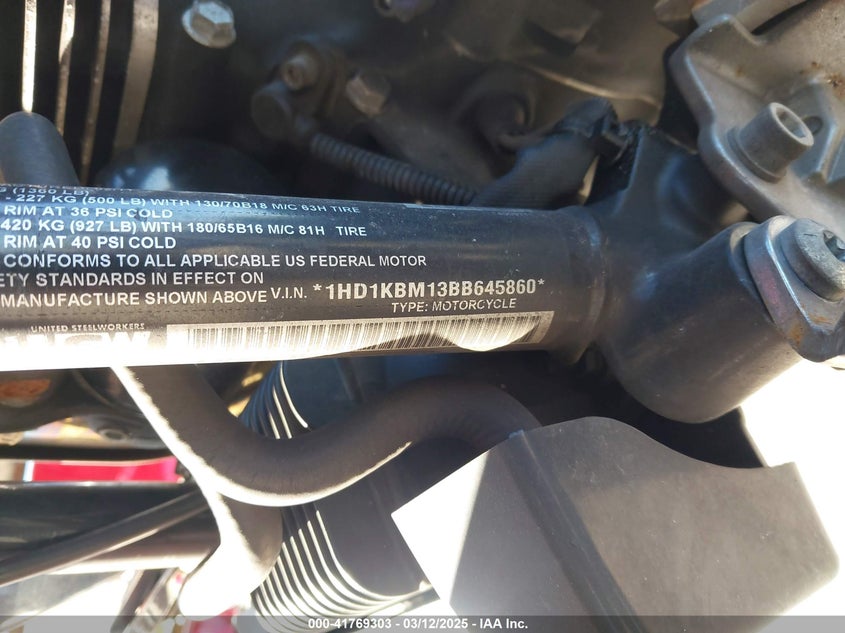 (1360 LB)
- 227 KG (500 LB) WITH 130/70B18 M/C 63H TIRE
RIM AT 36 PSI COLD
420 KG (927 LB) WITH 180/65B16 M/C 81H TIRE
RIM AT 40 PSI COLD
CONFORMS TO ALL APPLICABLE US FEDERAL MOTOR
ETY STANDARDS IN EFFECT ON
MANUFACTURE SHOWN ABOVE V.I.N. *1HD1KBM13BB645860*
TYPE: MOTORCYCLE
UNITED STEELWORKERS
000-41769303 - 03/12/2025 - IAA Inc.